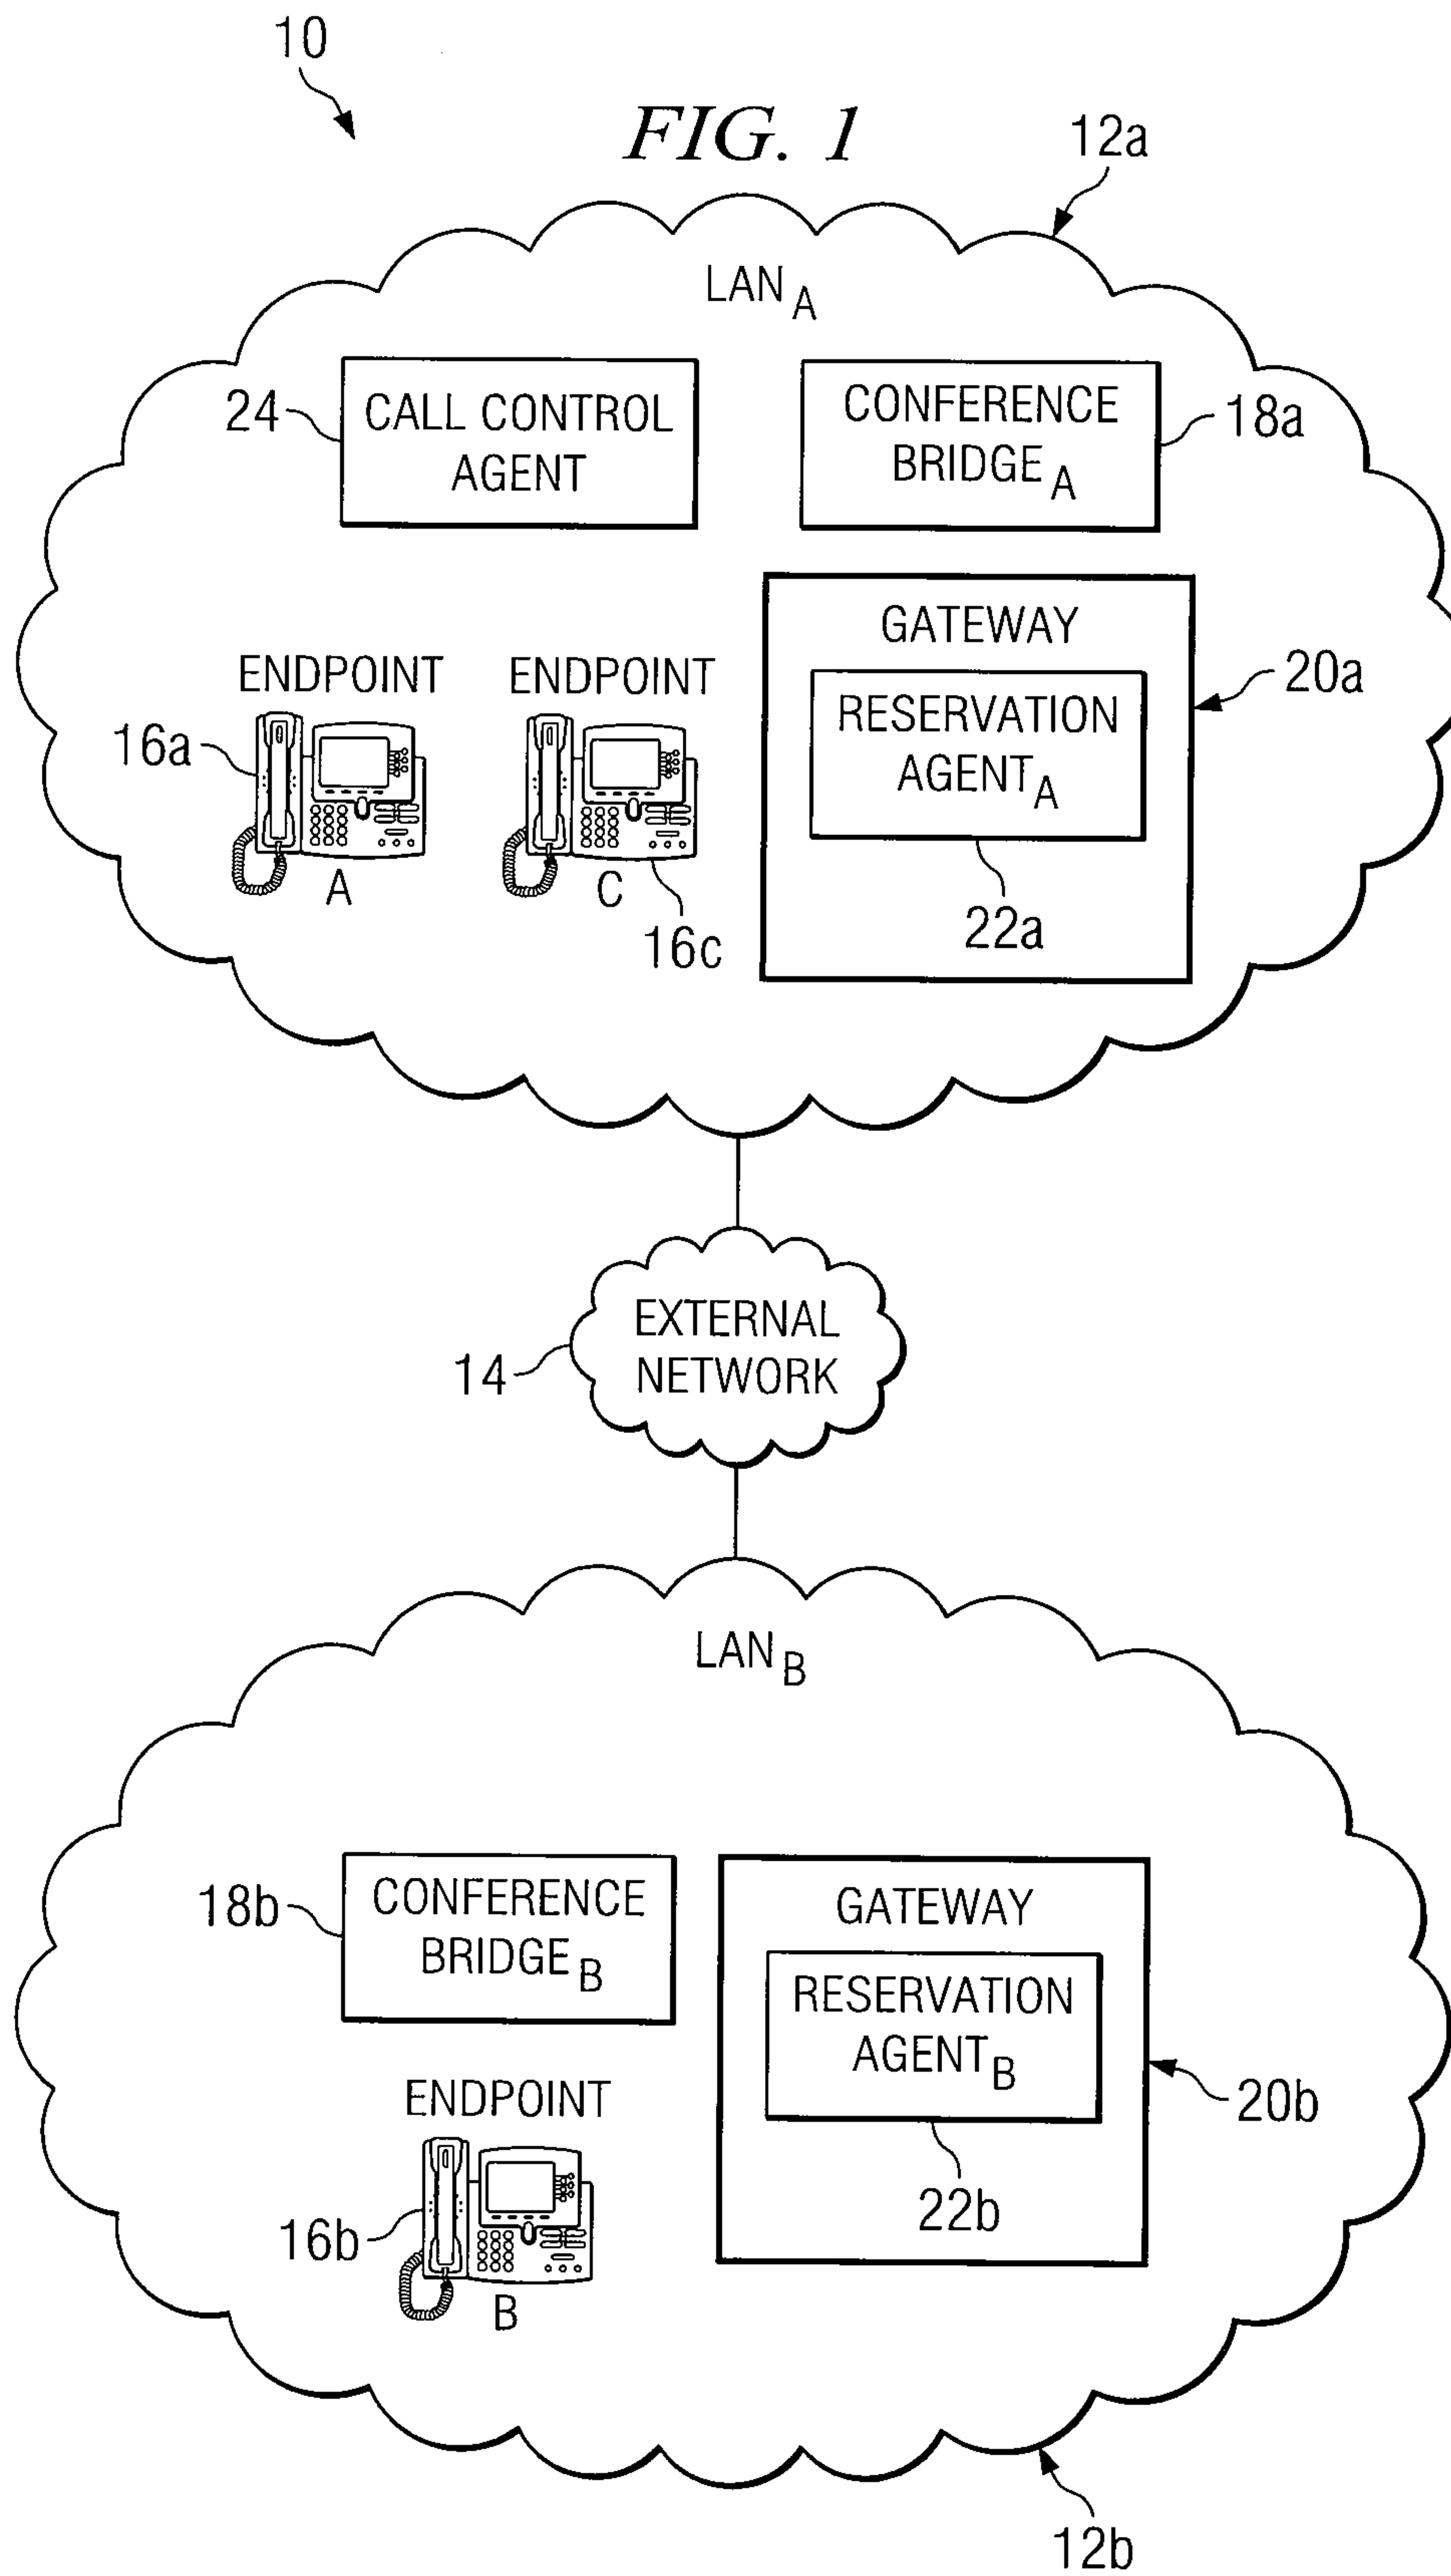 10
FIG. 1
12a
LAN A
24
CALL CONTROL
AGENT
CONFERENCE
BRIDGE A
18a
GATEWAY
20a
RESERVATION
AGENT A
22a
ENDPOINT
16a
A
ENDPOINT
C
16c
EXTERNAL
NETWORK
14
LAN B
18b
CONFERENCE
BRIDGE B
GATEWAY
RESERVATION
AGENT B
20b
22b
ENDPOINT
16b
B
12b